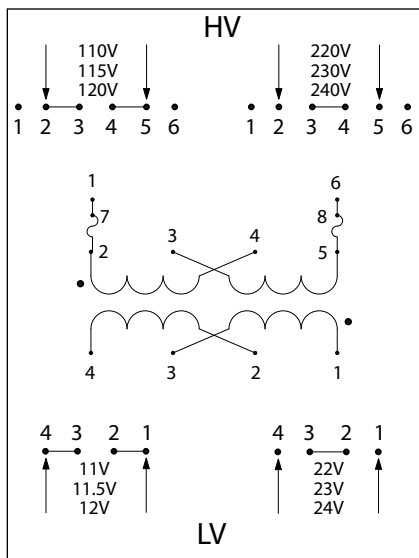 HV
110V 220V
115V 230V
120V 240V
1 2 3 4 5 6 1 2 3 4 5 6
1 6
7 8
2 3 4 5
4 3 2 1
4 3 2 1 4 3 2 1
11V 22V
11.5V 23V
12V 24V
LV